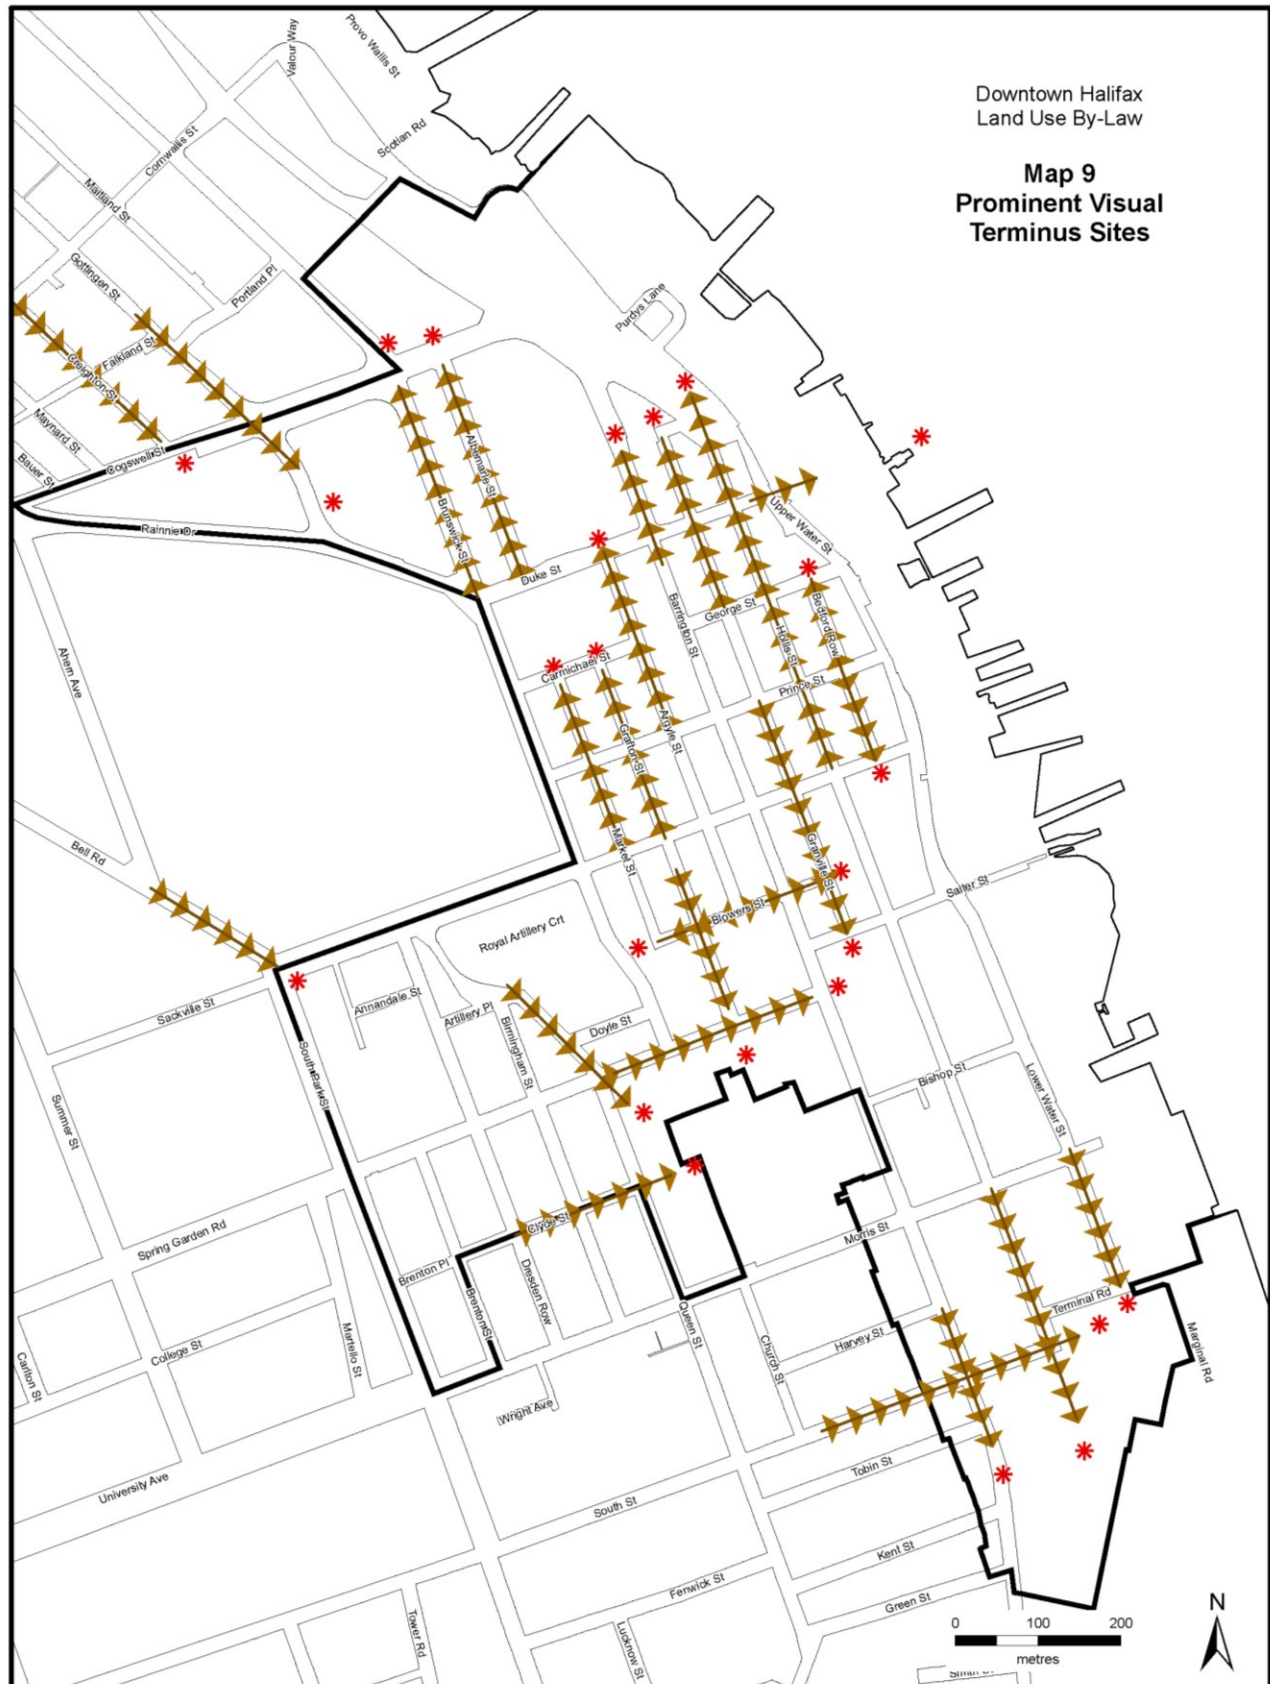 Downtown Halifax
Land Use By-Law
Map 9
Prominent Visual
Terminus Sites
Valour Way
Provo Wallis St
Scotian Rd
Cornwallis St
Maitland St
Gottingen St
Portland Pl
Purdys Lane
Falkland St
Creighton St
Maynard St
Bauer St
Cogswell St
Rainnie Dr
Albemarle St
Brunswick St
Upper Water St
Duke St
George St
Barrington St
Bedford Row
Hollis St
Ahern Ave
Carmichael St
Prince St
Argyle St
Grafton St
Market St
Granville St
Bell Rd
Salter St
Blowers St
Royal Artillery Crt
Sackville St
Annandale St
Artillery Pl
Birmingham St
Doyle St
South Park St
Summer St
Bishop St
Lower Water St
Spring Garden Rd
Clyde St
Morris St
Brenton Pl
Brenton St
Dresden Row
Queen St
Terminal Rd
Marginal Rd
Carlton St
College St
Martello St
Church St
Harvey St
Wright Ave
University Ave
Tobin St
South St
Kent St
Fenwick St
Green St
Tower Rd
Lucknow St
N
0 100 200
metres